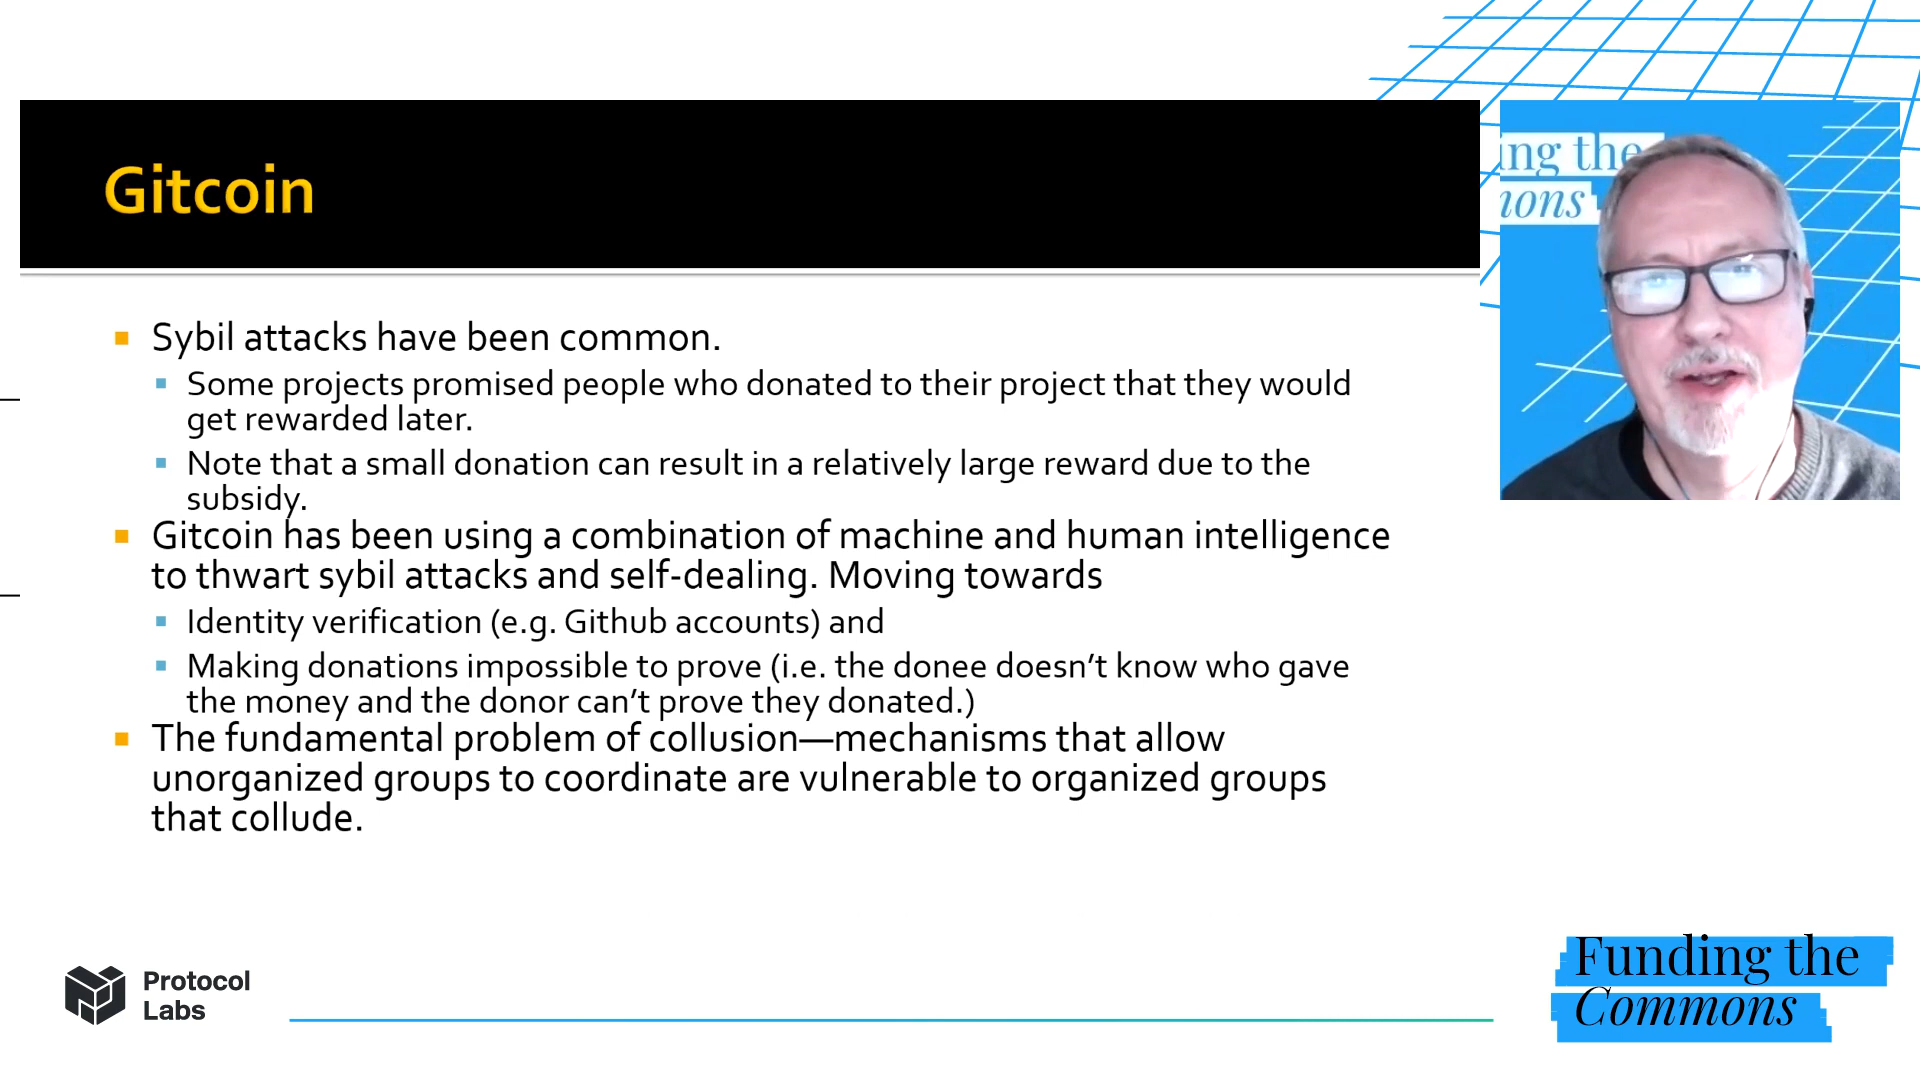 Gitcoin
ing the
ions
Sybil attacks have been common.
Some projects promised people who donated to their project that they would
get rewarded later.
Note that a small donation can result in a relatively large reward due to the
subsidy.
Gitcoin has been using a combination of machine and human intelligence
to thwart sybil attacks and self-dealing. Moving towards
Identity verification (e.g. Github accounts) and
Making donations impossible to prove (i.e. the donee doesn’t know who gave
the money and the donor can’t prove they donated.)
The fundamental problem of collusion—mechanisms that allow
unorganized groups to coordinate are vulnerable to organized groups
that collude.
Protocol
Labs
Funding the
Commons